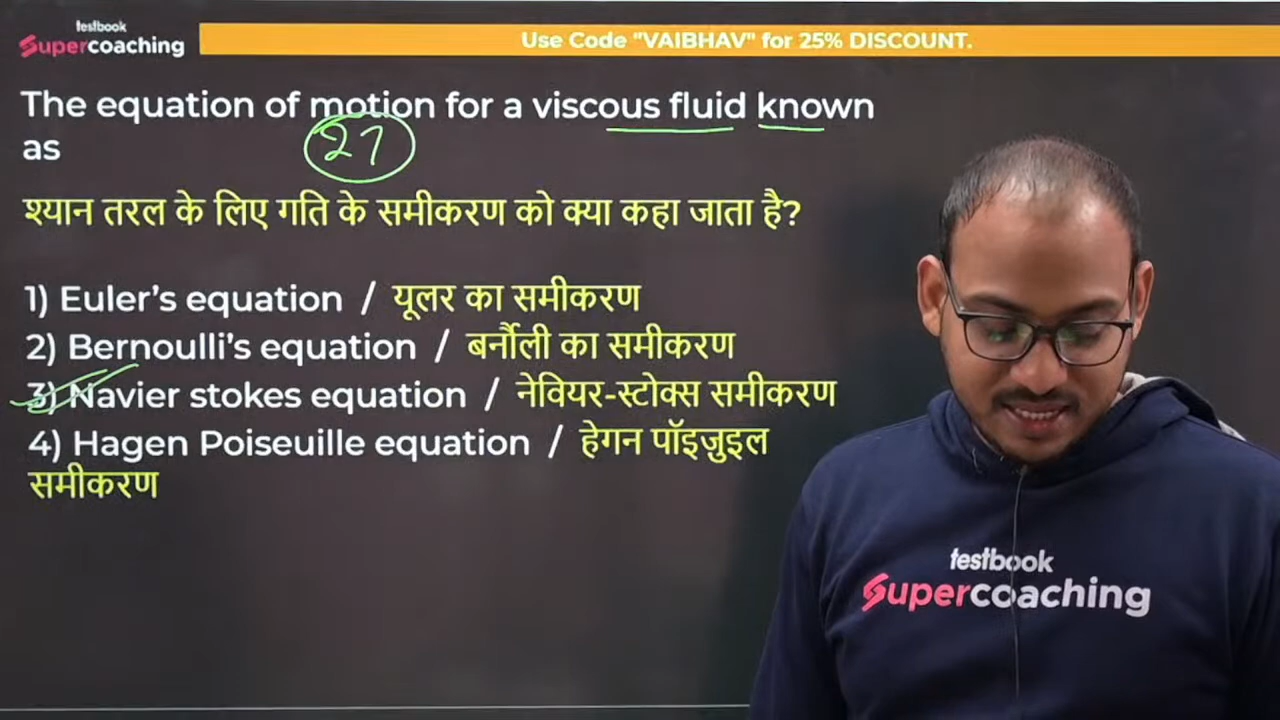 testbook
Supercoaching
Use Code "VAIBHAV" for 25% DISCOUNT.
The equation of motion for a viscous fluid known
as
27
श्यान तरल के लिए गति के समीकरण को क्या कहा जाता है?
1) Euler's equation / यूलर का समीकरण
2) Bernoulli's equation / बर्नौली का समीकरण
3) Navier stokes equation / नेवियर-स्टोक्स समीकरण
4) Hagen Poiseuille equation / हेगन पॉइज़ुइल
समीकरण
testbook
Supercoaching